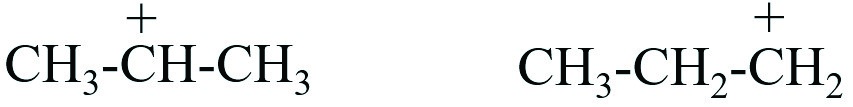 + +
CH₃-CH-CH₃ CH₃-CH₂-CH₂